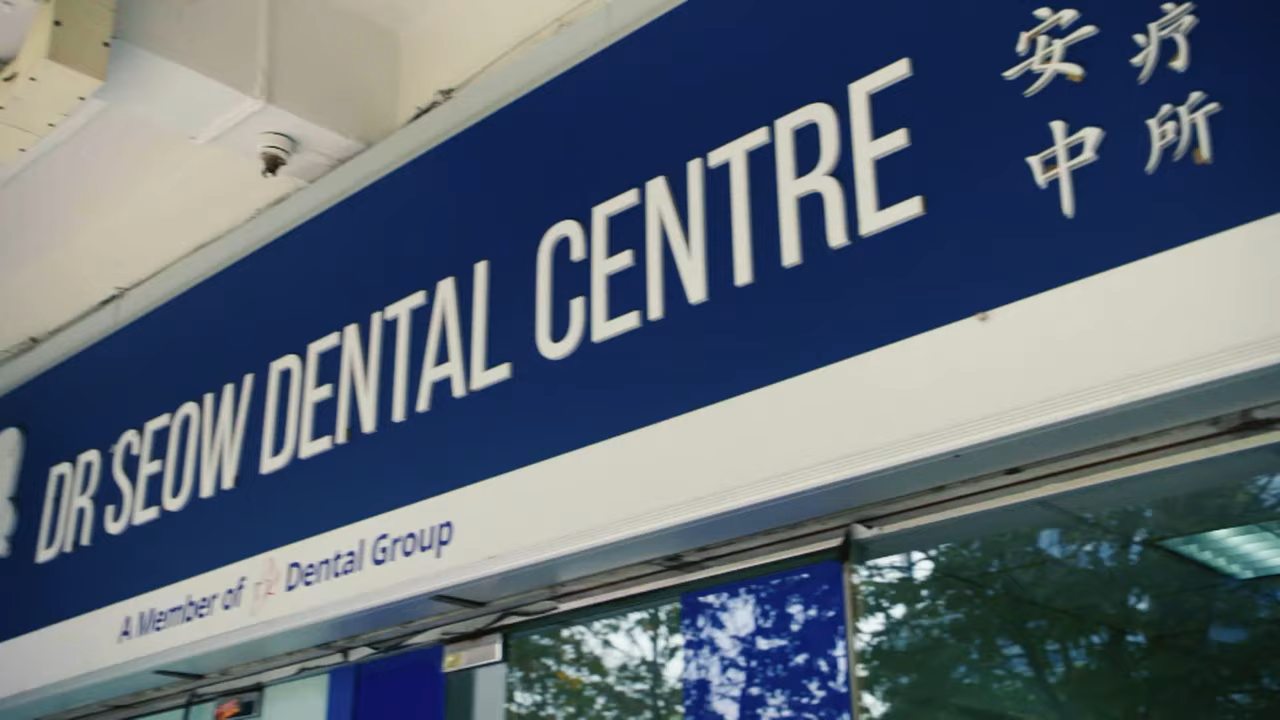 DR SEOW DENTAL CENTRE
安疗
中所
A Member of Dental Group